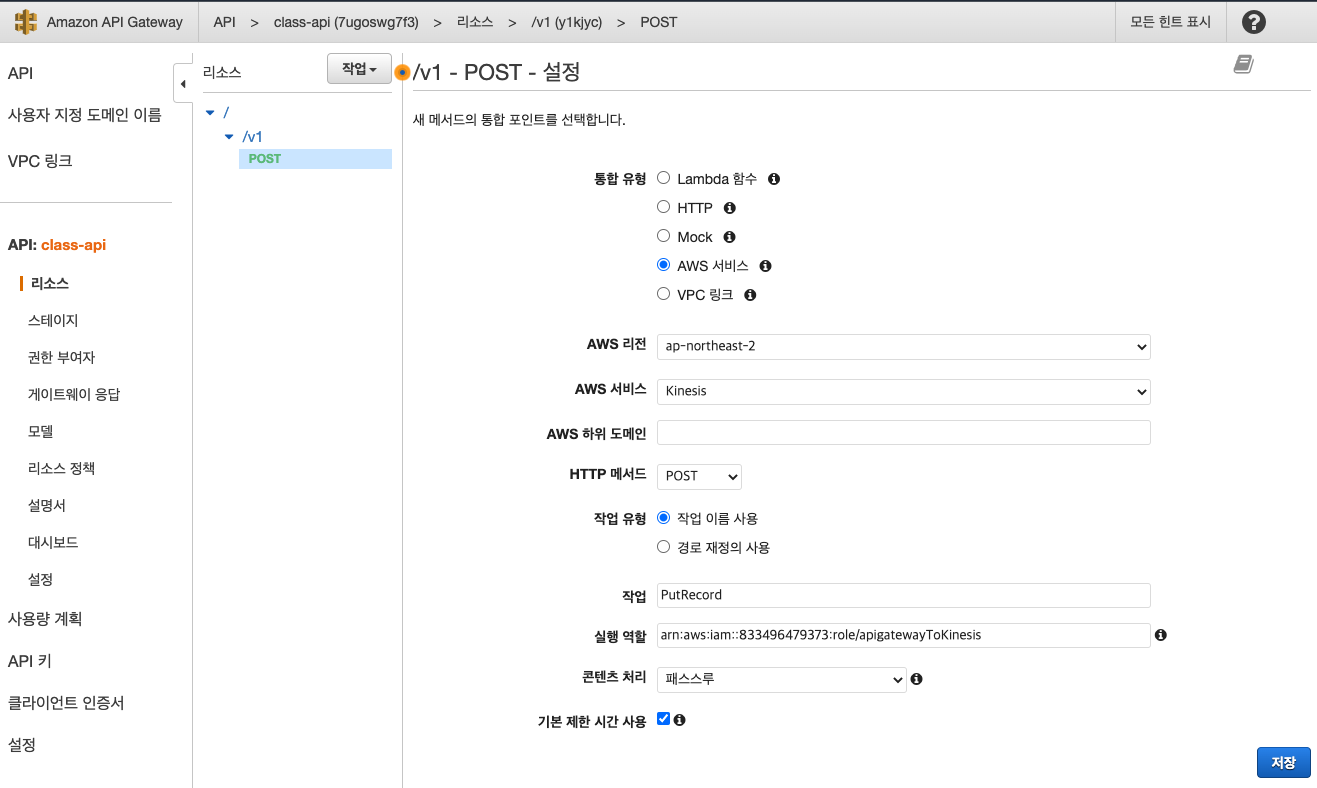 Amazon API Gateway API > class-api (7ugoswg7f3) > 리소스 > /v1 (y1kjyc) > POST 모든 힌트 표시 ?
API
사용자 지정 도메인 이름
VPC 링크
API: class-api
리소스
스테이지
권한 부여자
게이트웨이 응답
모델
리소스 정책
설명서
대시보드
설정
사용량 계획
API 키
클라이언트 인증서
설정
리소스 작업
/
/v1
POST
/v1 - POST - 설정
새 메서드의 통합 포인트를 선택합니다.
통합 유형 Lambda 함수
HTTP
Mock
AWS 서비스
VPC 링크
AWS 리전 ap-northeast-2
AWS 서비스 Kinesis
AWS 하위 도메인
HTTP 메서드 POST
작업 유형 작업 이름 사용
경로 재정의 사용
작업 PutRecord
실행 역할 arn:aws:iam::833496479373:role/apigatewayToKinesis
콘텐츠 처리 패스스루
기본 제한 시간 사용
저장